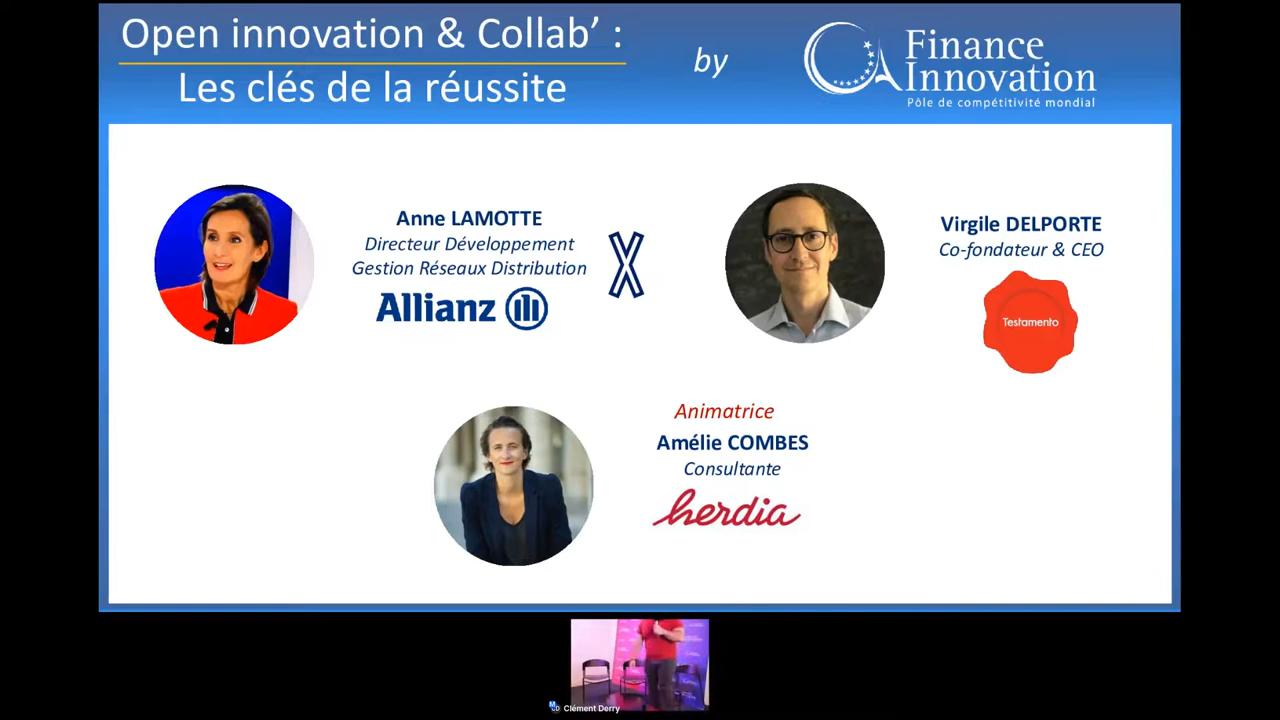 Open innovation & Collab’ :
Les clés de la réussite
by
Finance
Innovation
Pôle de compétitivité mondial
Anne LAMOTTE
Directeur Développement
Gestion Réseaux Distribution
Allianz
X
Virgile DELPORTE
Co-fondateur & CEO
Testamento
Animatrice
Amélie COMBES
Consultante
herdia
Clément Derry